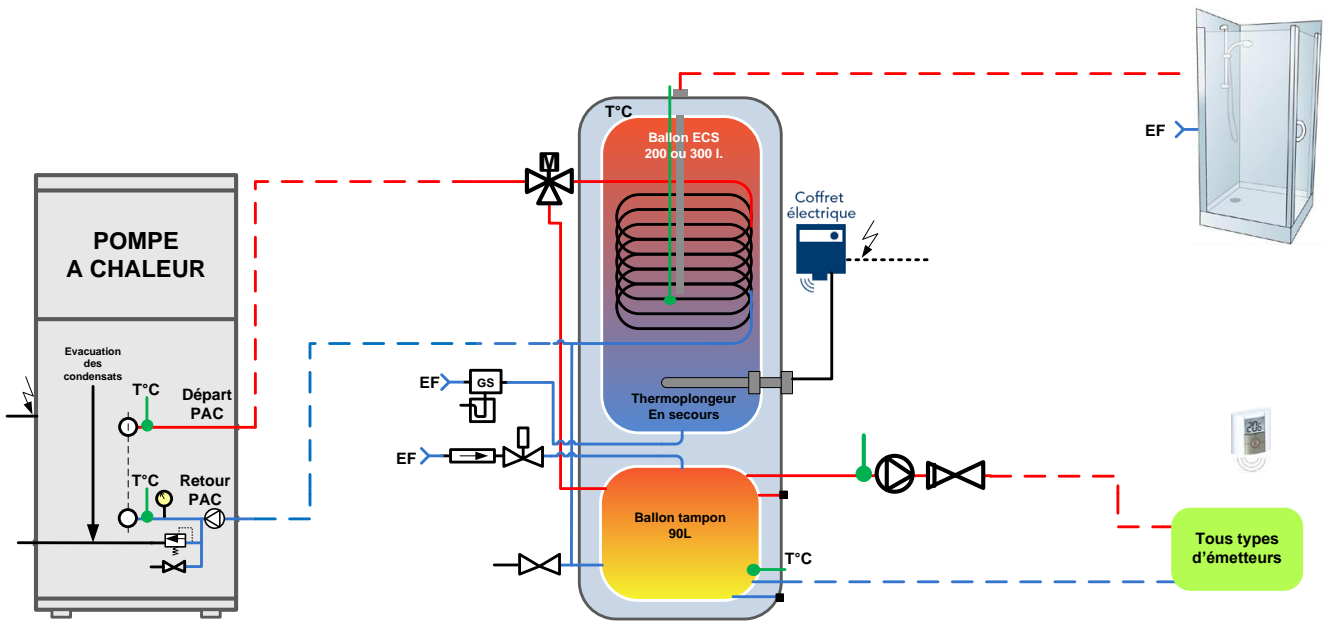 EF
T°C
Ballon ECS
200 ou 300 l.
M
Coffret
électrique
POMPE
A CHALEUR
Evacuation
des
condensats
T°C
Départ
PAC
EF
GS
Thermoplongeur
En secours
EF
T°C
Retour
PAC
20.6
Ballon tampon
90L
T°C
Tous types
d'émetteurs